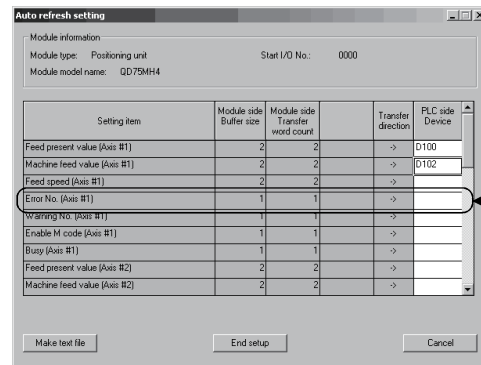 Auto refresh setting
Module information
Module type: Positioning unit Start I/O No.: 0000
Module model name: QD75MH4
Setting item Module side Buffer size Module side Transfer word count Transfer direction PLC side Device
Feed present value (Axis #1) 2 2 -> D100
Machine feed value (Axis #1) 2 2 -> D102
Feed speed (Axis #1) 2 2 ->
Error No. (Axis #1) 1 1 ->
Warning No. (Axis #1) 1 1 ->
Enable M code (Axis #1) 1 1 ->
Busy (Axis #1) 1 1 ->
Feed present value (Axis #2) 2 2 ->
Machine feed value (Axis #2) 2 2 ->
Make text file End setup Cancel